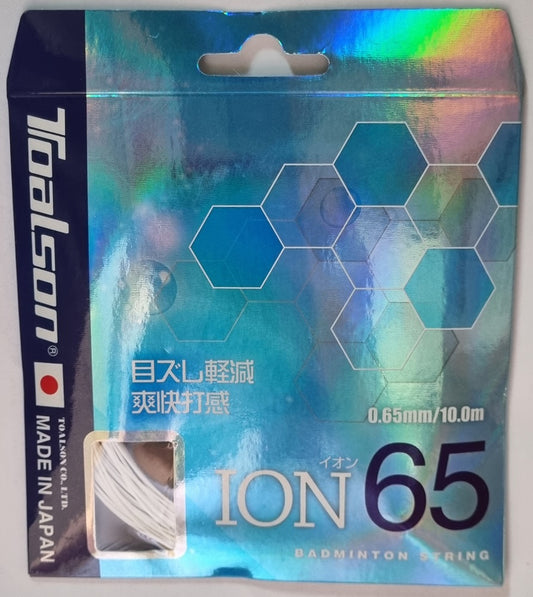 Toalson®
TOALSON CO., LTD.
MADE IN JAPAN
目ズレ軽減
爽快打感
0.65mm/10.0m
イオン
ION 65
BADMINTON STRING